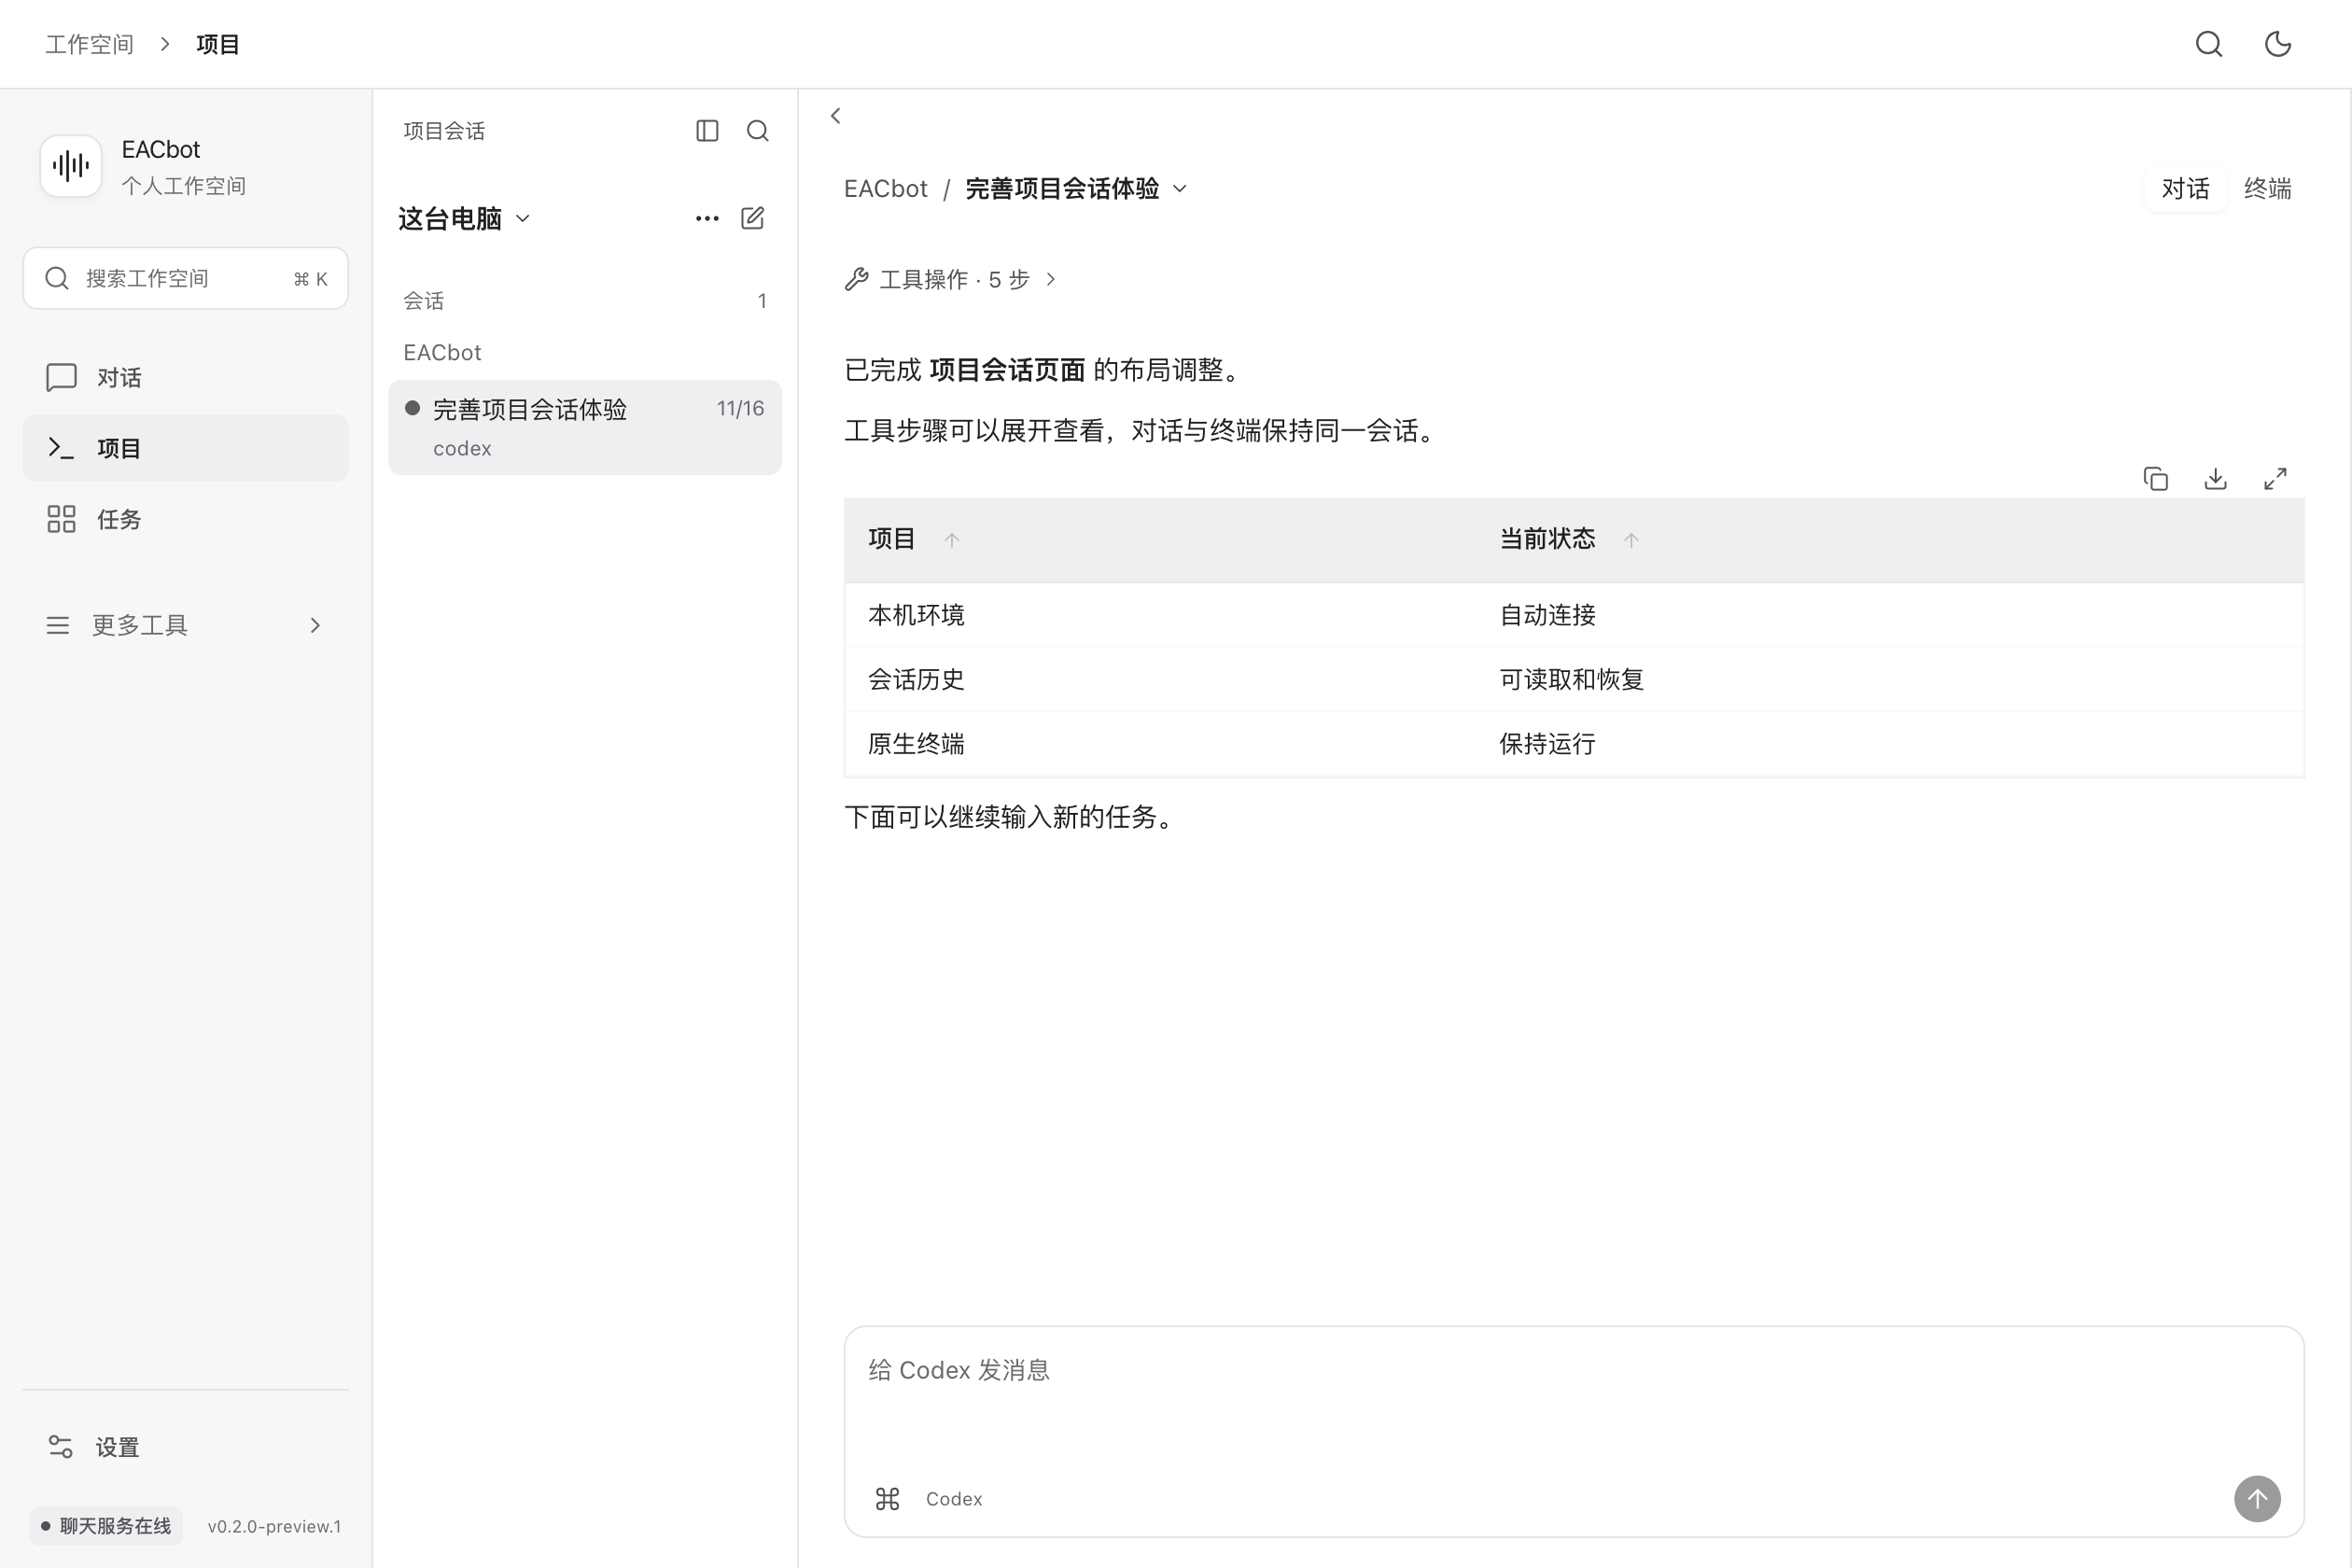 工作空间 > 项目
EACbot
个人工作空间
搜索工作空间 ⌘ K
对话
项目
任务
更多工具
设置
聊天服务在线 v0.2.0-preview.1
项目会话
这台电脑
会话 1
EACbot
完善项目会话体验 11/16
codex
EACbot / 完善项目会话体验
对话 终端
工具操作 · 5 步
已完成 项目会话页面 的布局调整。
工具步骤可以展开查看，对话与终端保持同一会话。
项目 当前状态
本机环境 自动连接
会话历史 可读取和恢复
原生终端 保持运行
下面可以继续输入新的任务。
给 Codex 发消息
Codex